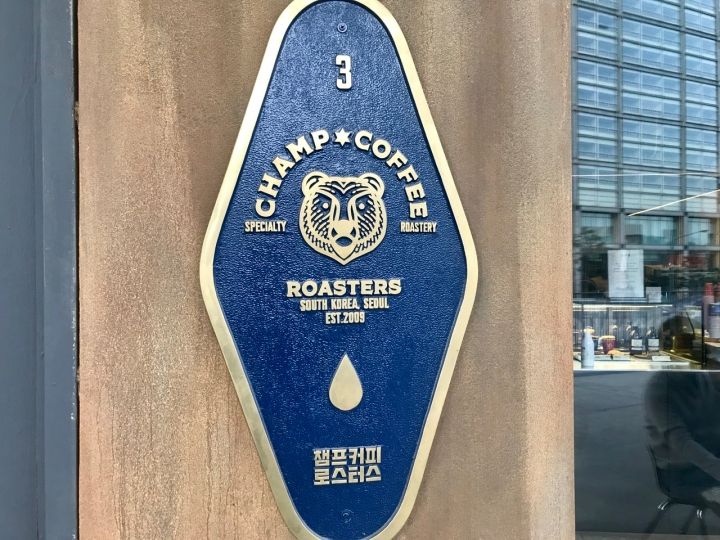 3
CHAMP★COFFEE
SPECIALTY ROASTERY
ROASTERS
SOUTH KOREA, SEOUL
EST.2009
챔프커피
로스터스